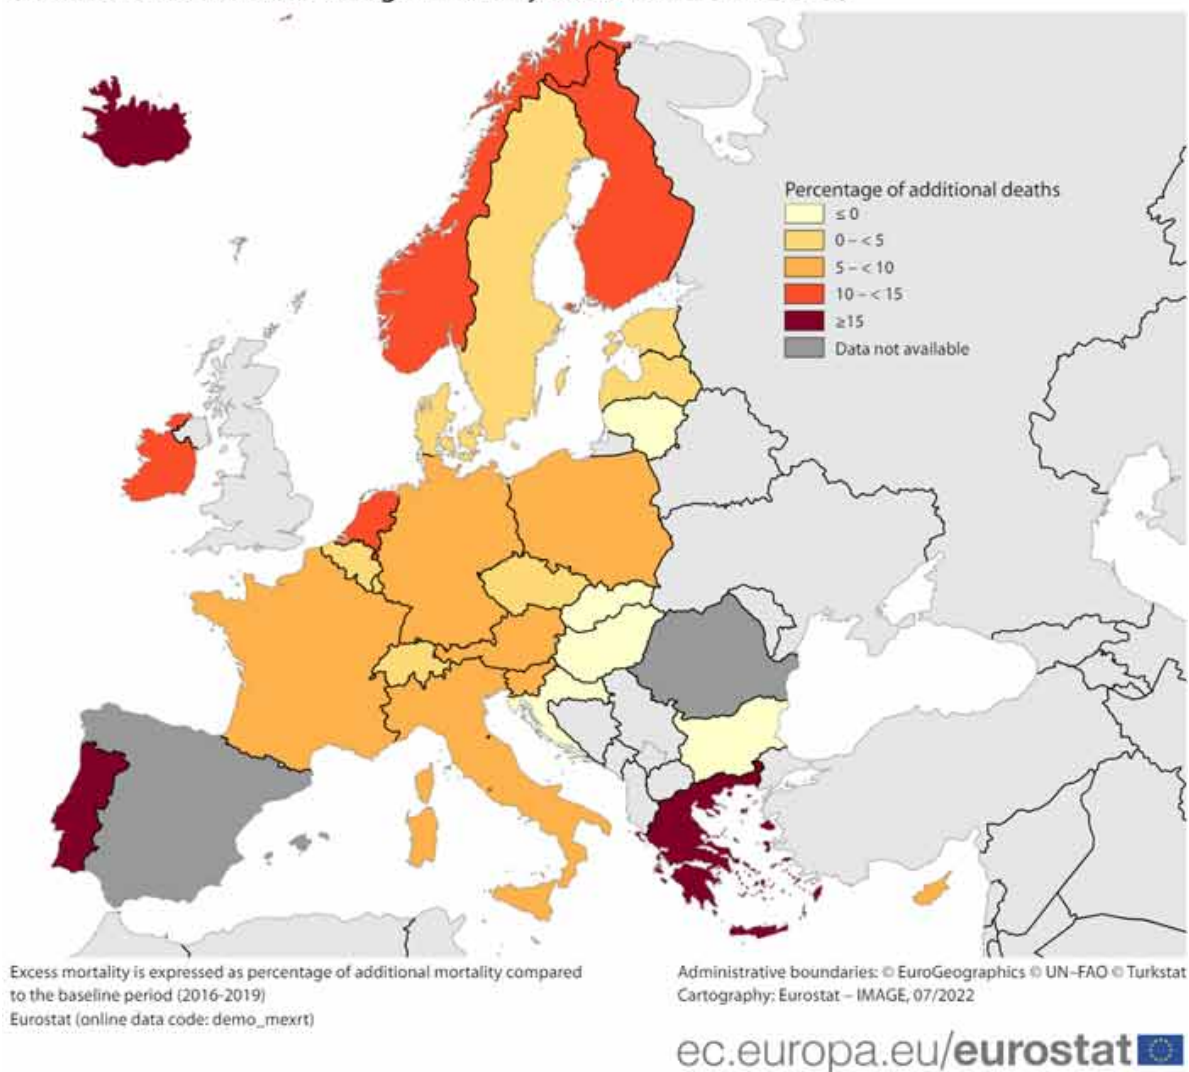 Percentage of additional deaths
≤ 0
0 – < 5
5 – < 10
10 – < 15
≥15
Data not available
Excess mortality is expressed as percentage of additional mortality compared
to the baseline period (2016-2019)
Eurostat (online data code: demo_mexrt)
Administrative boundaries: © EuroGeographics © UN–FAO © Turkstat
Cartography: Eurostat – IMAGE, 07/2022
ec.europa.eu/eurostat